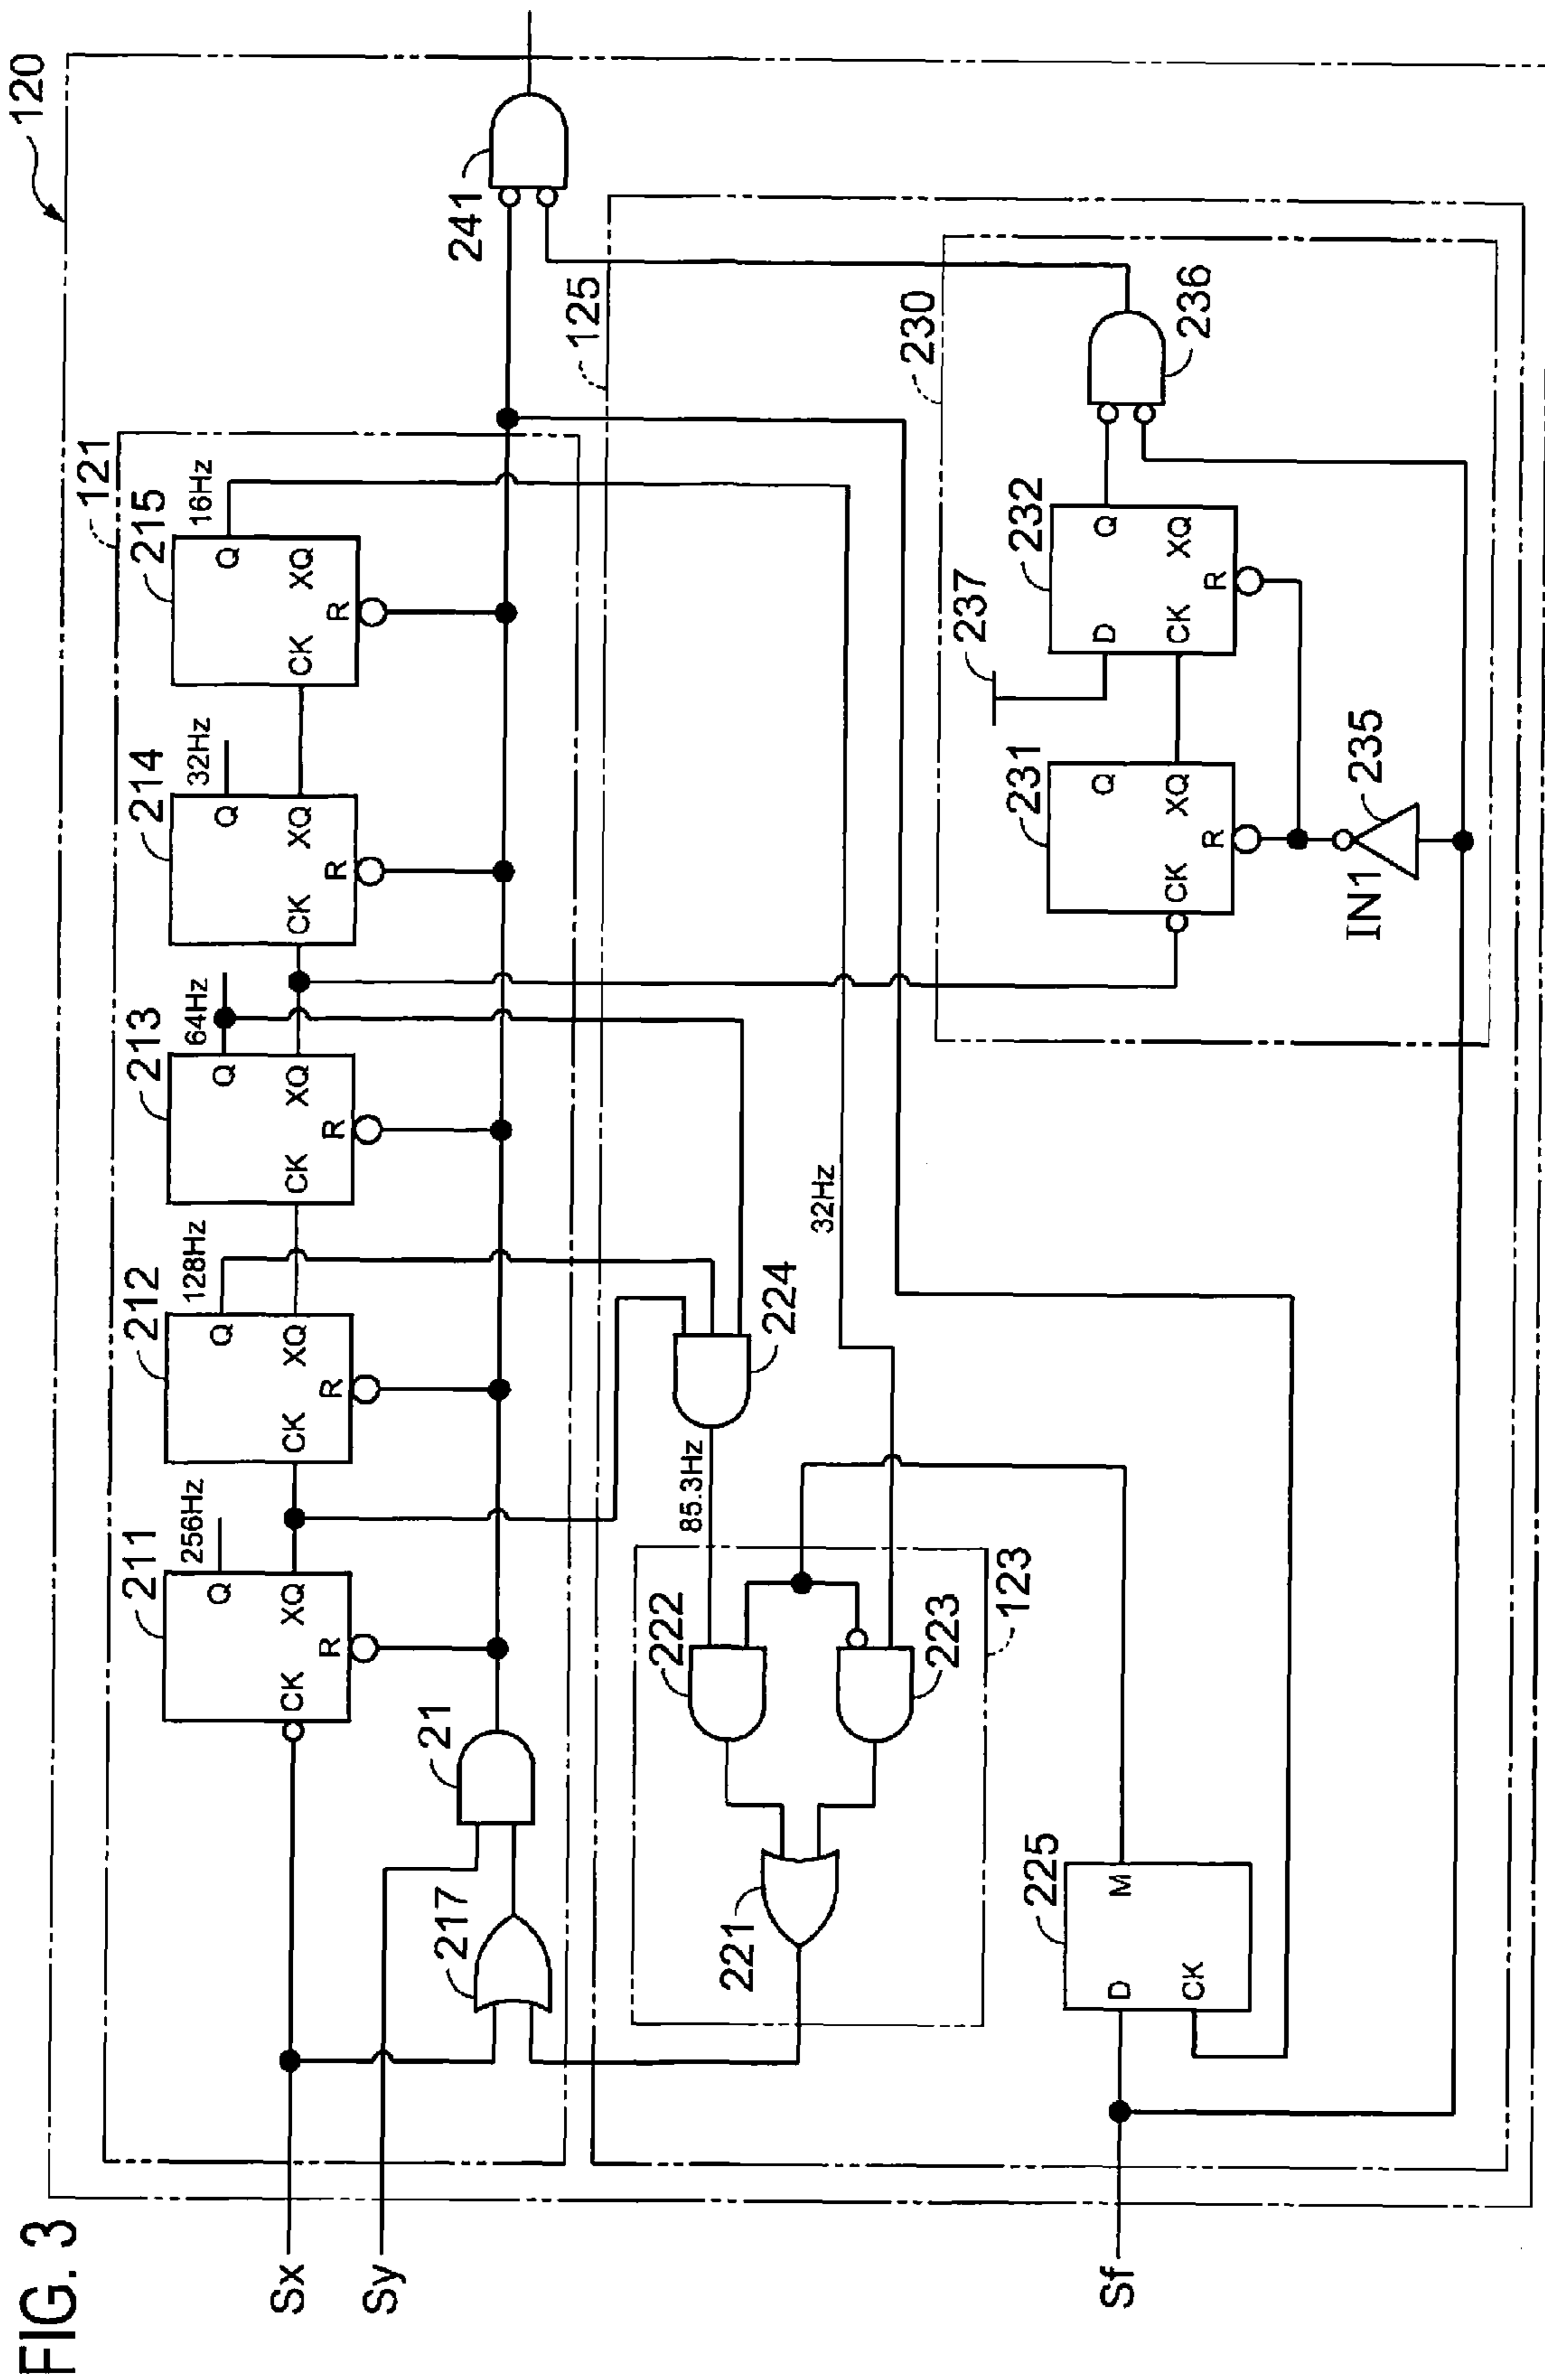 FIG. 3
120
121
211
CK
Q
XQ
R
256Hz
212
CK
Q
XQ
R
128Hz
213
CK
Q
XQ
R
64Hz
214
CK
Q
XQ
R
32Hz
215
CK
Q
XQ
R
16Hz
Sx
Sy
217
21
241
125
221
222
223
123
85.3Hz
224
32Hz
230
225
D
CK
M
231
CK
Q
XQ
R
237
232
D
CK
Q
XQ
R
236
IN1
235
Sf